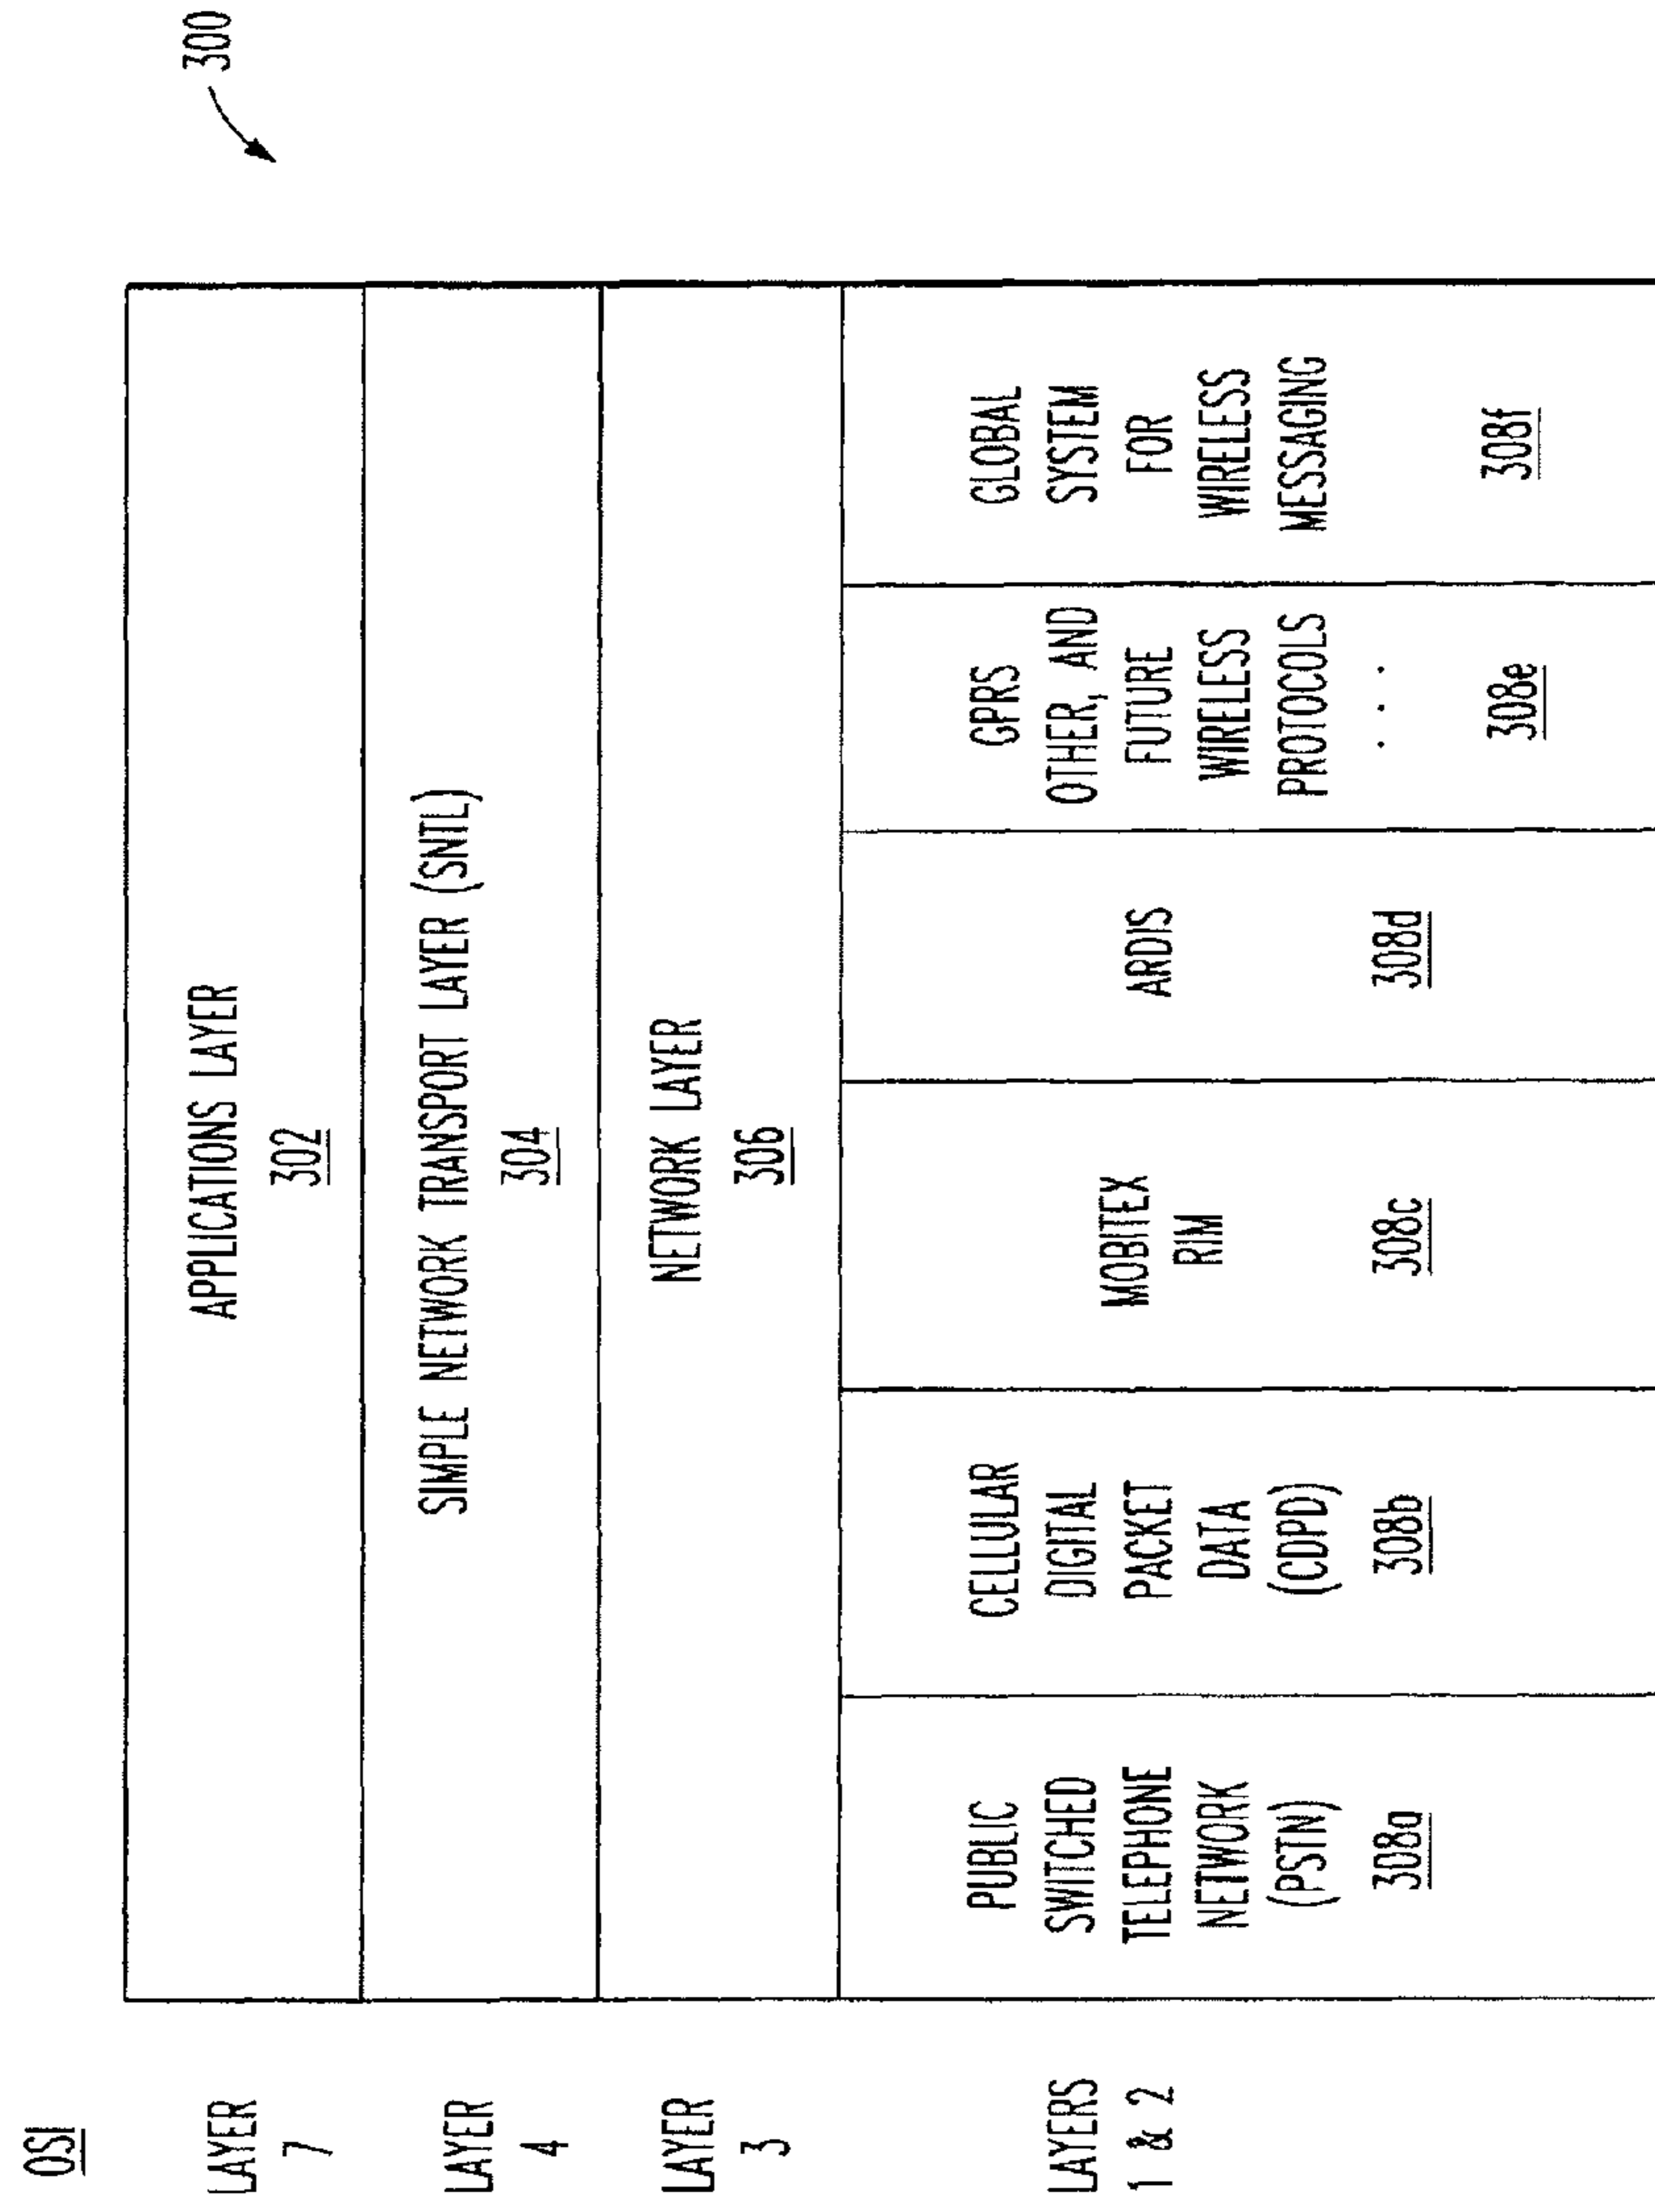 300
OSI
LAYER
7
APPLICATIONS LAYER
302
LAYER
4
SIMPLE NETWORK TRANSPORT LAYER (SNTL)
304
LAYER
3
NETWORK LAYER
306
LAYERS
1 & 2
PUBLIC
SWITCHED
TELEPHONE
NETWORK
(PSTN)
308a
CELLULAR
DIGITAL
PACKET
DATA
(CDPD)
308b
MOBITEX
RIM
308c
ARDIS
308d
GPRS
OTHER, AND
FUTURE
WIRELESS
PROTOCOLS
. . .
308e
GLOBAL
SYSTEM
FOR
WIRELESS
MESSAGING
308f